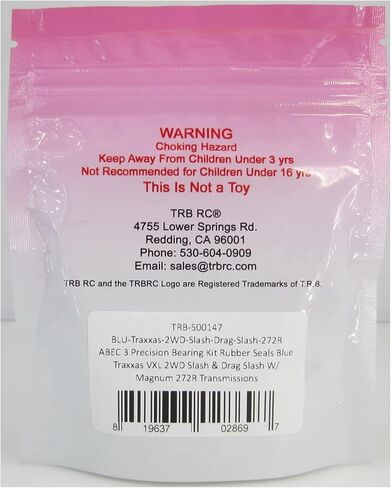 WARNING
Choking Hazard
Keep Away From Children Under 3 yrs
Not Recommended for Children Under 16 yrs
This Is Not a Toy
TRB RC®
4755 Lower Springs Rd.
Redding, CA 96001
Phone: 530-604-0909
Email: sales@trbrc.com
TRB RC and the TRBRC Logo are Registered Trademarks of T.R.B.
TRB-500147
BLU-Traxxas-2WD-Slash-Drag-Slash-272R
ABEC 3 Precision Bearing Kit Rubber Seals Blue
Traxxas VXL 2WD Slash & Drag Slash W/
Magnum 272R Transmissions
8 19637 02869 7